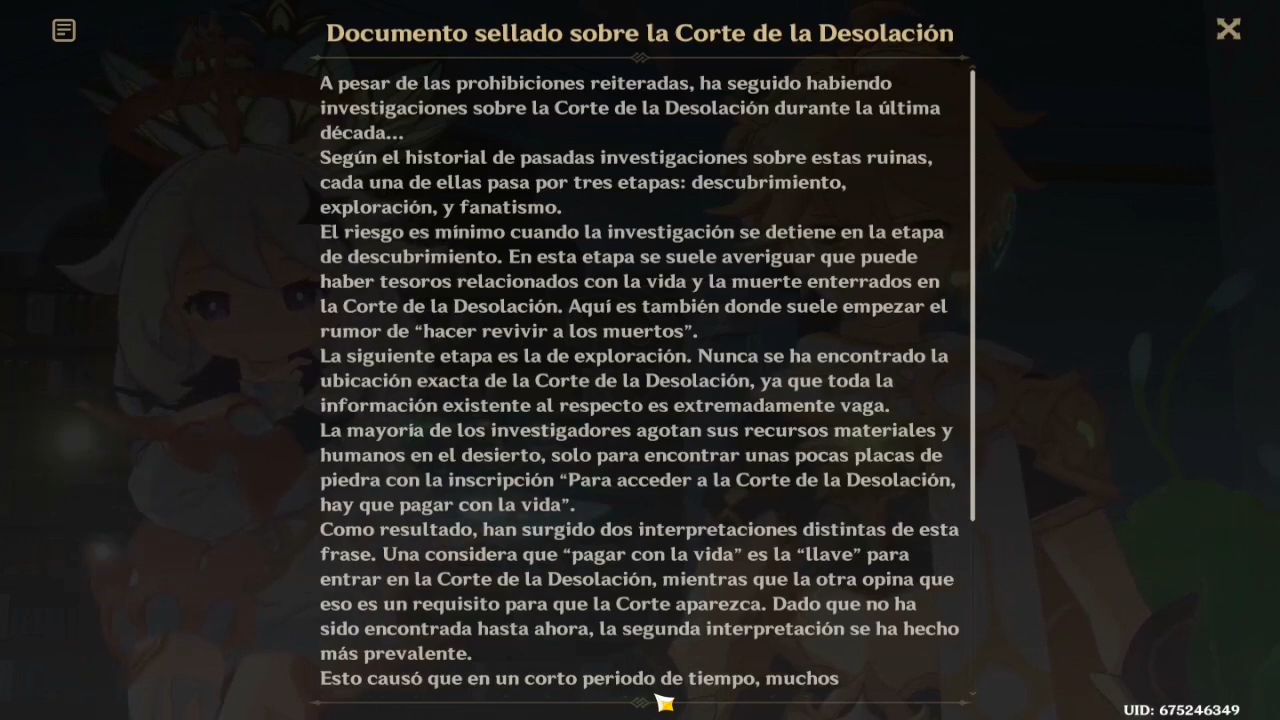 Documento sellado sobre la Corte de la Desolación
A pesar de las prohibiciones reiteradas, ha seguido habiendo
investigaciones sobre la Corte de la Desolación durante la última
década...
Según el historial de pasadas investigaciones sobre estas ruinas,
cada una de ellas pasa por tres etapas: descubrimiento,
exploración, y fanatismo.
El riesgo es mínimo cuando la investigación se detiene en la etapa
de descubrimiento. En esta etapa se suele averiguar que puede
haber tesoros relacionados con la vida y la muerte enterrados en
la Corte de la Desolación. Aquí es también donde suele empezar el
rumor de “hacer revivir a los muertos”.
La siguiente etapa es la de exploración. Nunca se ha encontrado la
ubicación exacta de la Corte de la Desolación, ya que toda la
información existente al respecto es extremadamente vaga.
La mayoría de los investigadores agotan sus recursos materiales y
humanos en el desierto, solo para encontrar unas pocas placas de
piedra con la inscripción “Para acceder a la Corte de la Desolación,
hay que pagar con la vida”.
Como resultado, han surgido dos interpretaciones distintas de esta
frase. Una considera que “pagar con la vida” es la “llave” para
entrar en la Corte de la Desolación, mientras que la otra opina que
eso es un requisito para que la Corte aparezca. Dado que no ha
sido encontrada hasta ahora, la segunda interpretación se ha hecho
más prevalente.
Esto causó que en un corto periodo de tiempo, muchos
UID: 675246349